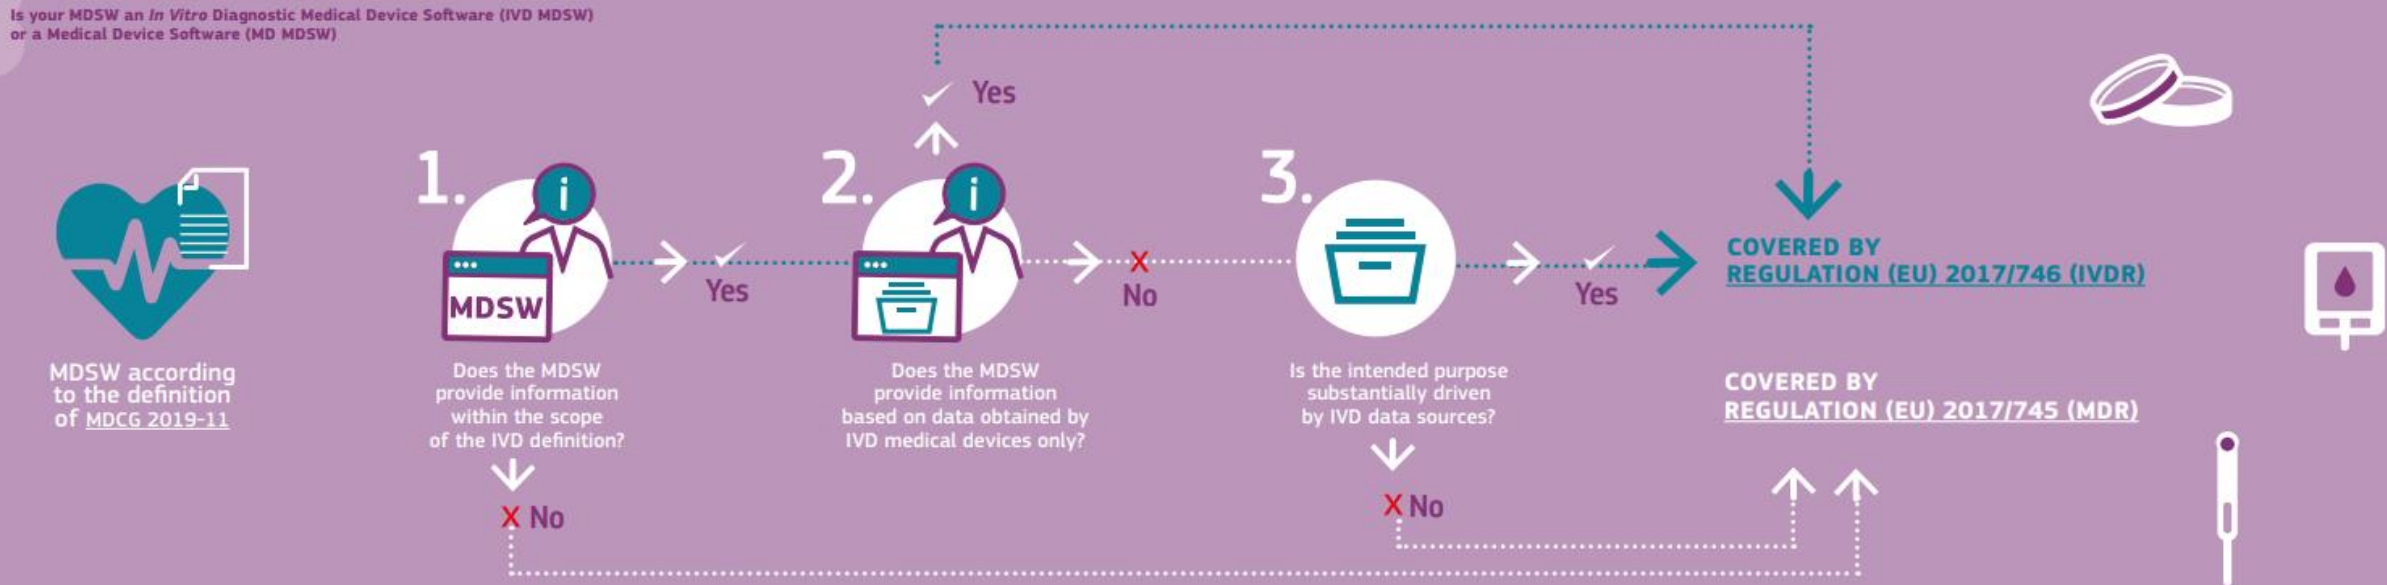 Is your MDSW an In Vitro Diagnostic Medical Device Software (IVD MDSW)
or a Medical Device Software (MD MDSW)
MDSW according
to the definition
of MDCG 2019-11
1.
i
MDSW
Does the MDSW
provide information
within the scope
of the IVD definition?
X No
Yes
2.
i
Yes
Does the MDSW
provide information
based on data obtained by
IVD medical devices only?
X
No
3.
Is the intended purpose
substantially driven
by IVD data sources?
X No
Yes
COVERED BY
REGULATION (EU) 2017/746 (IVDR)
COVERED BY
REGULATION (EU) 2017/745 (MDR)